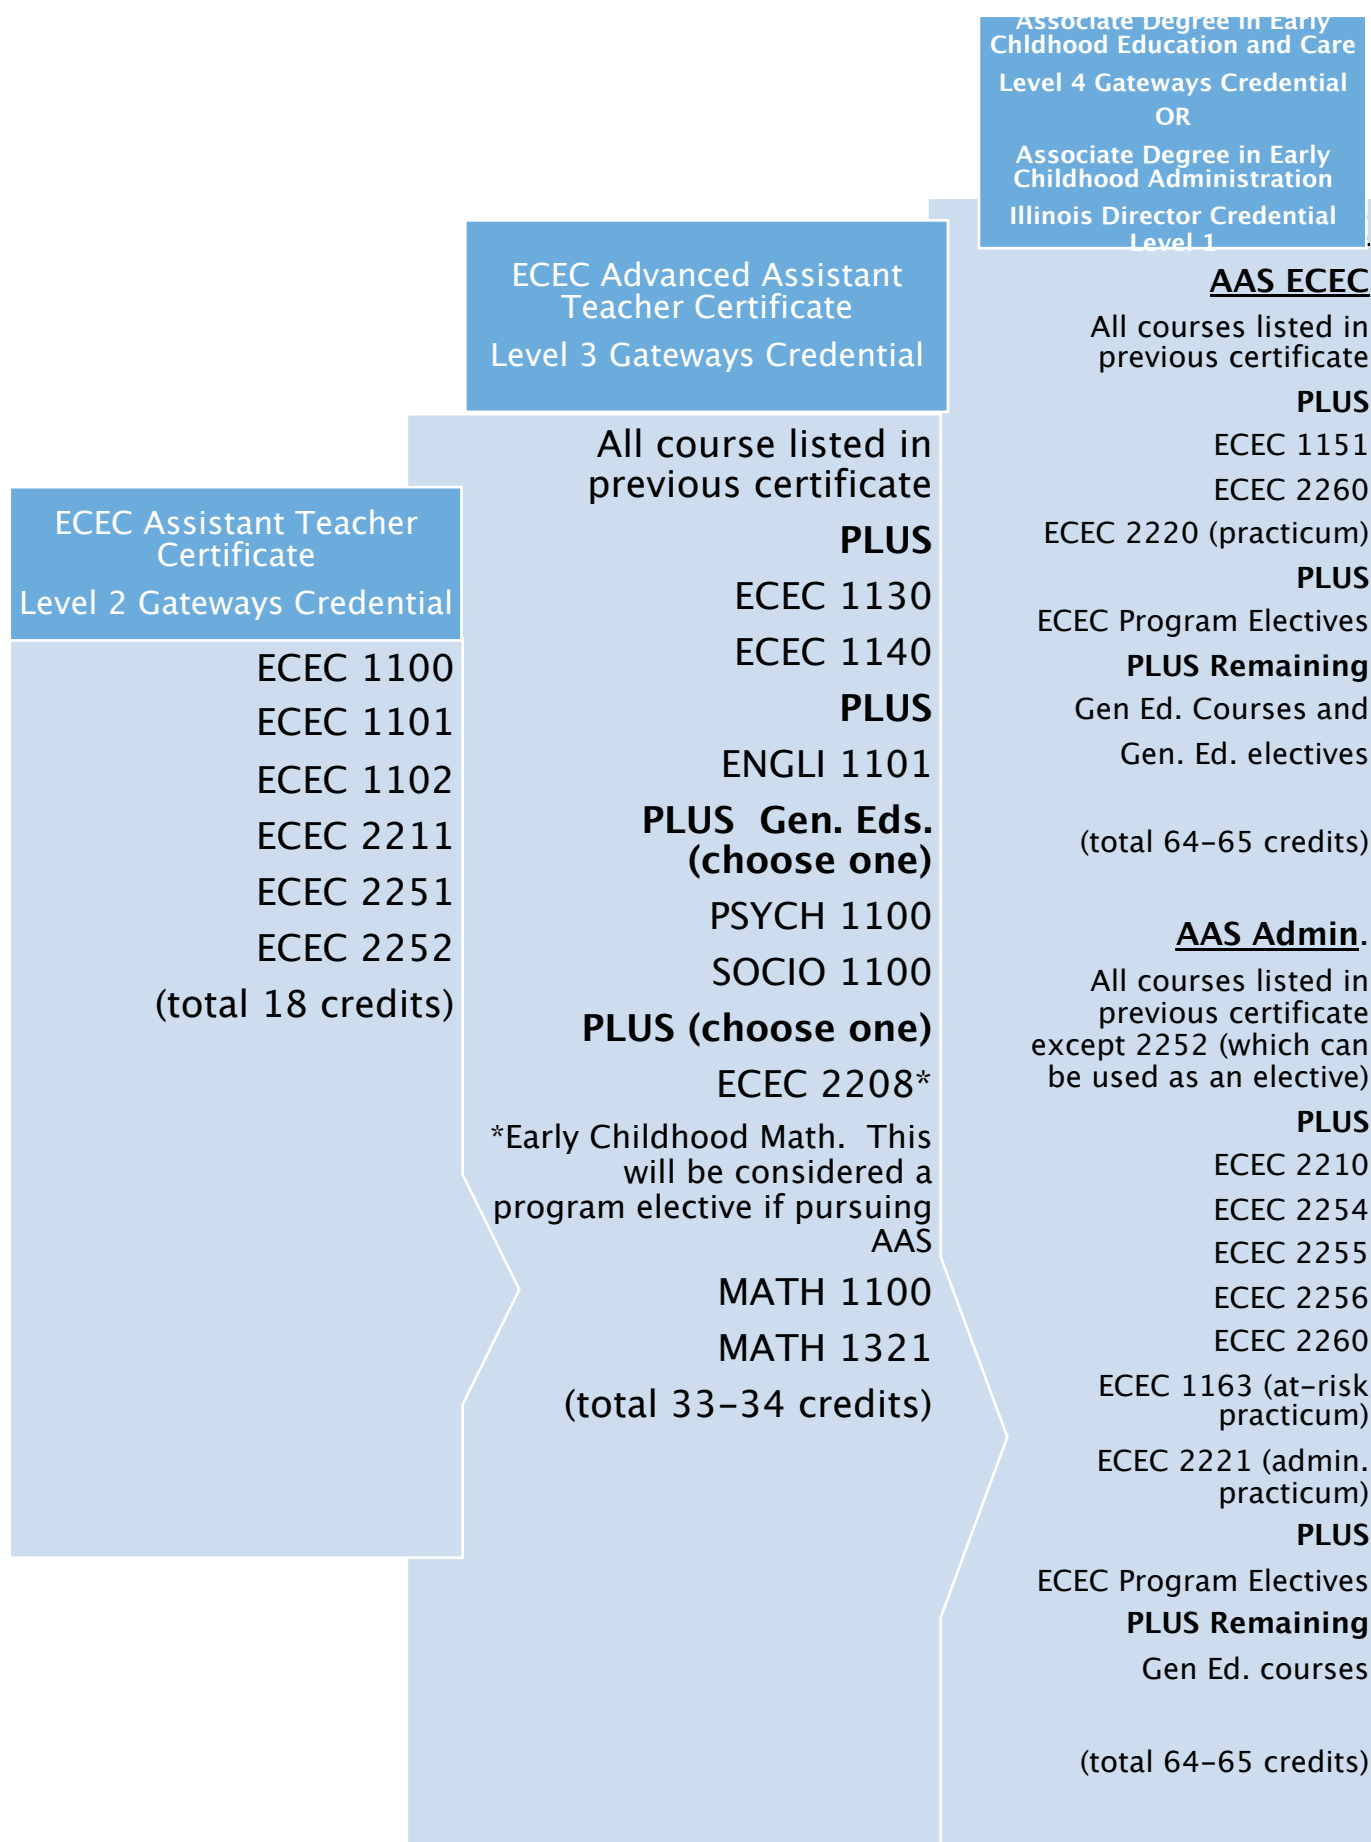 ECEC Assistant Teacher
Certificate
Level 2 Gateways Credential
ECEC 1100
ECEC 1101
ECEC 1102
ECEC 2211
ECEC 2251
ECEC 2252
(total 18 credits)
ECEC Advanced Assistant
Teacher Certificate
Level 3 Gateways Credential
All course listed in
previous certificate
PLUS
ECEC 1130
ECEC 1140
PLUS
ENGLI 1101
PLUS  Gen. Eds.
(choose one)
PSYCH 1100
SOCIO 1100
PLUS (choose one)
ECEC 2208*
*Early Childhood Math.  This
will be considered a
program elective if pursuing
AAS
MATH 1100
MATH 1321
(total 33-34 credits)
Associate Degree in Early
Chldhood Education and Care
Level 4 Gateways Credential
OR
Associate Degree in Early
Childhood Administration
Illinois Director Credential
Level 1
AAS ECEC
All courses listed in
previous certificate
PLUS
ECEC 1151
ECEC 2260
ECEC 2220 (practicum)
PLUS
ECEC Program Electives
PLUS Remaining
Gen Ed. Courses and
Gen. Ed. electives
(total 64-65 credits)
AAS Admin.
All courses listed in
previous certificate
except 2252 (which can
be used as an elective)
PLUS
ECEC 2210
ECEC 2254
ECEC 2255
ECEC 2256
ECEC 2260
ECEC 1163 (at-risk
practicum)
ECEC 2221 (admin.
practicum)
PLUS
ECEC Program Electives
PLUS Remaining
Gen Ed. courses
(total 64-65 credits)